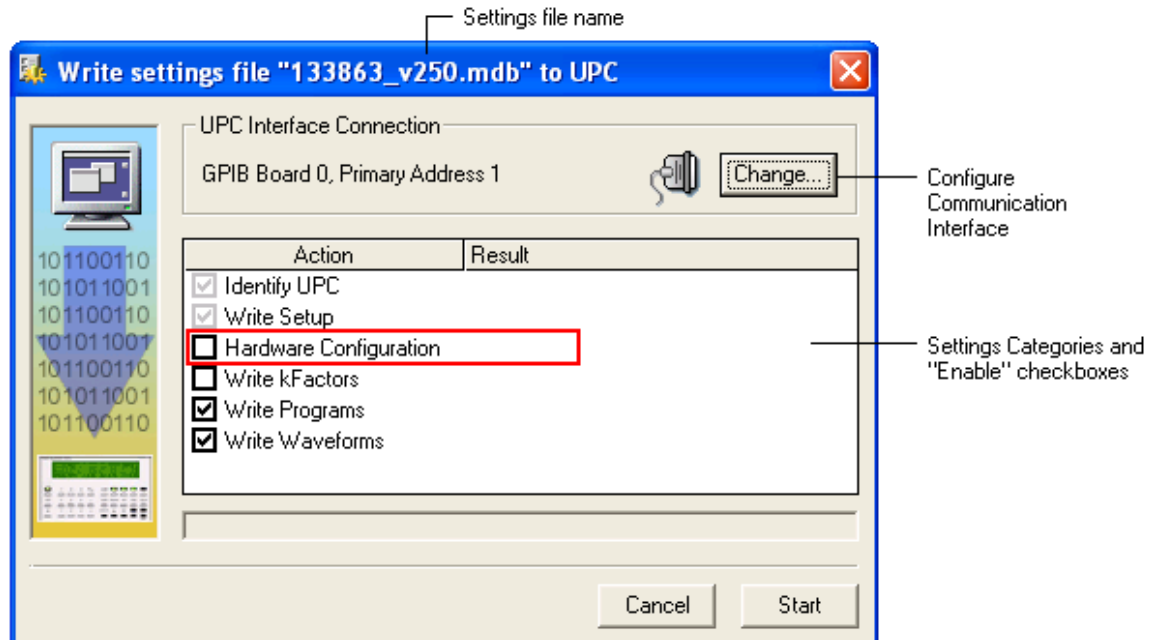 Settings file name
Write settings file "133863_v250.mdb" to UPC
UPC Interface Connection
GPIB Board 0, Primary Address 1
Change...
Configure
Communication
Interface
Action Result
Identify UPC
Write Setup
Hardware Configuration
Write kFactors
Write Programs
Write Waveforms
Settings Categories and
"Enable" checkboxes
101100110
101011001
101100110
101011001
101100110
101011001
101100110
Cancel Start